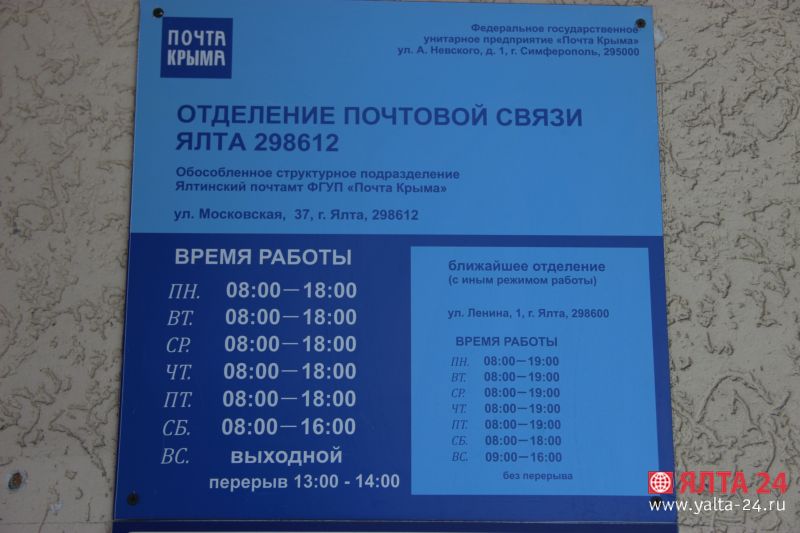 ПОЧТА
КРЫМА
Федеральное государственное
унитарное предприятие «Почта Крыма»
ул. А. Невского, д. 1, г. Симферополь, 295000
ОТДЕЛЕНИЕ ПОЧТОВОЙ СВЯЗИ
ЯЛТА 298612
Обособленное структурное подразделение
Ялтинский почтамт ФГУП «Почта Крыма»
ул. Московская, 37, г. Ялта, 298612
ВРЕМЯ РАБОТЫ
ПН. 08:00—18:00
ВТ. 08:00—18:00
СР. 08:00—18:00
ЧТ. 08:00—18:00
ПТ. 08:00—18:00
СБ. 08:00—16:00
ВС. выходной
перерыв 13:00 - 14:00
ближайшее отделение
(с иным режимом работы)
ул. Ленина, 1, г. Ялта, 298600
ВРЕМЯ РАБОТЫ
ПН. 08:00—19:00
ВТ. 08:00—19:00
СР. 08:00—19:00
ЧТ. 08:00—19:00
ПТ. 08:00—19:00
СБ. 08:00—18:00
ВС. 09:00—16:00
без перерыва
ЯЛТА 24
www.yalta-24.ru